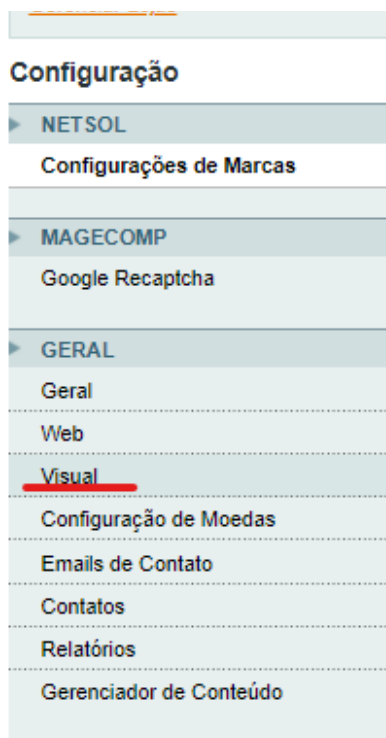 Configuração
NETSOL
Configurações de Marcas
MAGECOMP
Google Recaptcha
GERAL
Geral
Web
Visual
Configuração de Moedas
Emails de Contato
Contatos
Relatórios
Gerenciador de Conteúdo